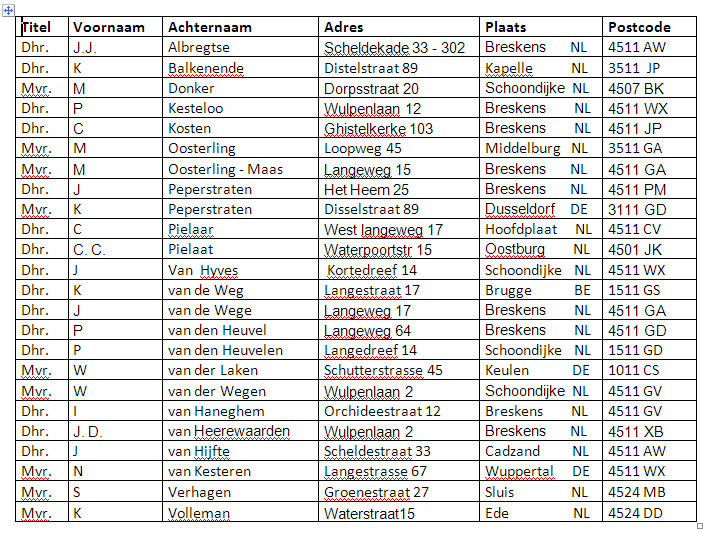 Titel Voornaam Achternaam Adres Plaats Postcode
Dhr. J.J. Albregtse Scheldekade 33 - 302 Breskens NL 4511 AW
Dhr. K Balkenende Distelstraat 89 Kapelle NL 3511 JP
Mvr. M Donker Dorpsstraat 20 Schoondijke NL 4507 BK
Dhr. P Kesteloo Wulpenlaan 12 Breskens NL 4511 WX
Dhr. C Kosten Ghistelkerke 103 Breskens NL 4511 JP
Mvr. M Oosterling Loopweg 45 Middelburg NL 3511 GA
Mvr. M Oosterling - Maas Langeweg 15 Breskens NL 4511 GA
Dhr. J Peperstraten Het Heem 25 Breskens NL 4511 PM
Mvr. K Peperstraten Disselstraat 89 Dusseldorf DE 3111 GD
Dhr. C Pielaar West langeweg 17 Hoofdplaat NL 4511 CV
Dhr. C. C. Pielaat Waterpoortstr 15 Oostburg NL 4501 JK
Dhr. J Van Hyves Kortedreef 14 Schoondijke NL 4511 WX
Dhr. K van de Weg Langestraat 17 Brugge BE 1511 GS
Dhr. J van de Wege Langeweg 17 Breskens NL 4511 GA
Dhr. P van den Heuvel Langeweg 64 Breskens NL 4511 GD
Dhr. P van den Heuvelen Langedreef 14 Schoondijke NL 1511 GD
Mvr. W van der Laken Schutterstrasse 45 Keulen DE 1011 CS
Mvr. W van der Wegen Wulpenlaan 2 Schoondijke NL 4511 GV
Dhr. I van Haneghem Orchideestraat 12 Breskens NL 4511 GV
Dhr. J. D. van Heerewaarden Wulpenlaan 2 Breskens NL 4511 XB
Dhr. J van Hijfte Scheldestraat 33 Cadzand NL 4511 AW
Mvr. N van Kesteren Langestrasse 67 Wuppertal DE 4511 WX
Mvr. S Verhagen Groenestraat 27 Sluis NL 4524 MB
Mvr. K Volleman Waterstraat15 Ede NL 4524 DD